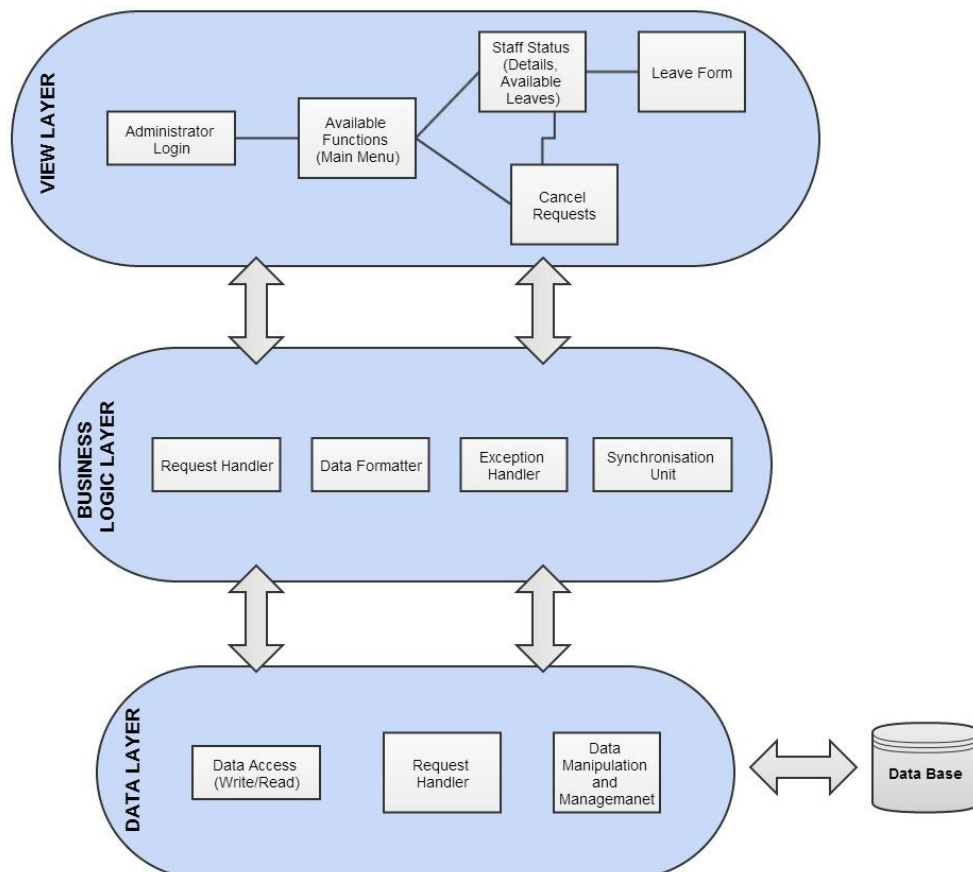 VIEW LAYER
Administrator
Login
Available
Functions
(Main Menu)
Staff Status
(Details,
Available
Leaves)
Leave Form
Cancel
Requests
BUSINESS
LOGIC LAYER
Request Handler
Data Formatter
Exception
Handler
Synchronisation
Unit
DATA LAYER
Data Access
(Write/Read)
Request
Handler
Data
Manipulation
and
Managemanet
Data Base